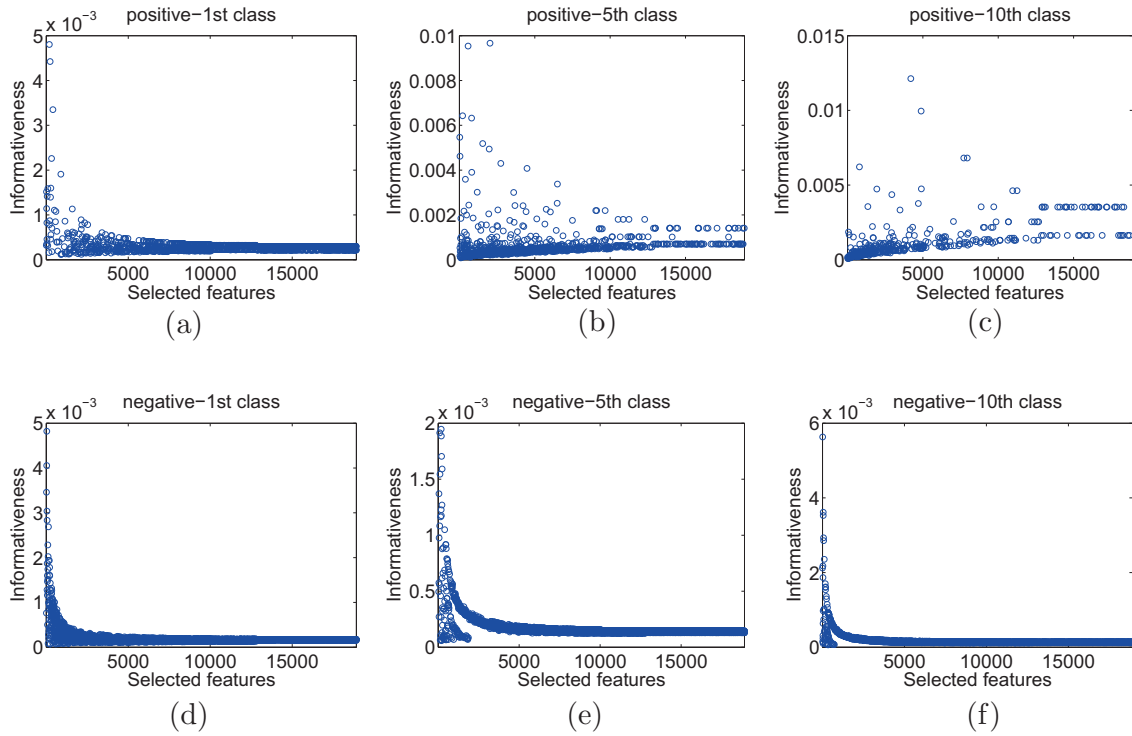 positive−1st class
5 x 10⁻³
4
3
2
1
0
5000 10000 15000
Informativeness
Selected features
(a)
positive−5th class
0.01
0.008
0.006
0.004
0.002
0
5000 10000 15000
Informativeness
Selected features
(b)
positive−10th class
0.015
0.01
0.005
0
5000 10000 15000
Informativeness
Selected features
(c)
negative−1st class
5 x 10⁻³
4
3
2
1
0
5000 10000 15000
Informativeness
Selected features
(d)
negative−5th class
2 x 10⁻³
1.5
1
0.5
0
5000 10000 15000
Informativeness
Selected features
(e)
negative−10th class
6 x 10⁻³
4
2
0
5000 10000 15000
Informativeness
Selected features
(f)